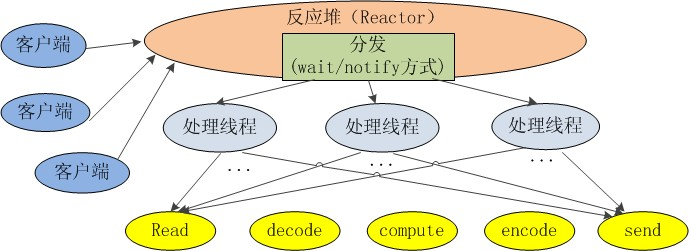 反应堆（Reactor）
客户端
分发
(wait/notify方式)
客户端
处理线程
处理线程
处理线程
客户端
...
...
...
Read
decode
compute
encode
send